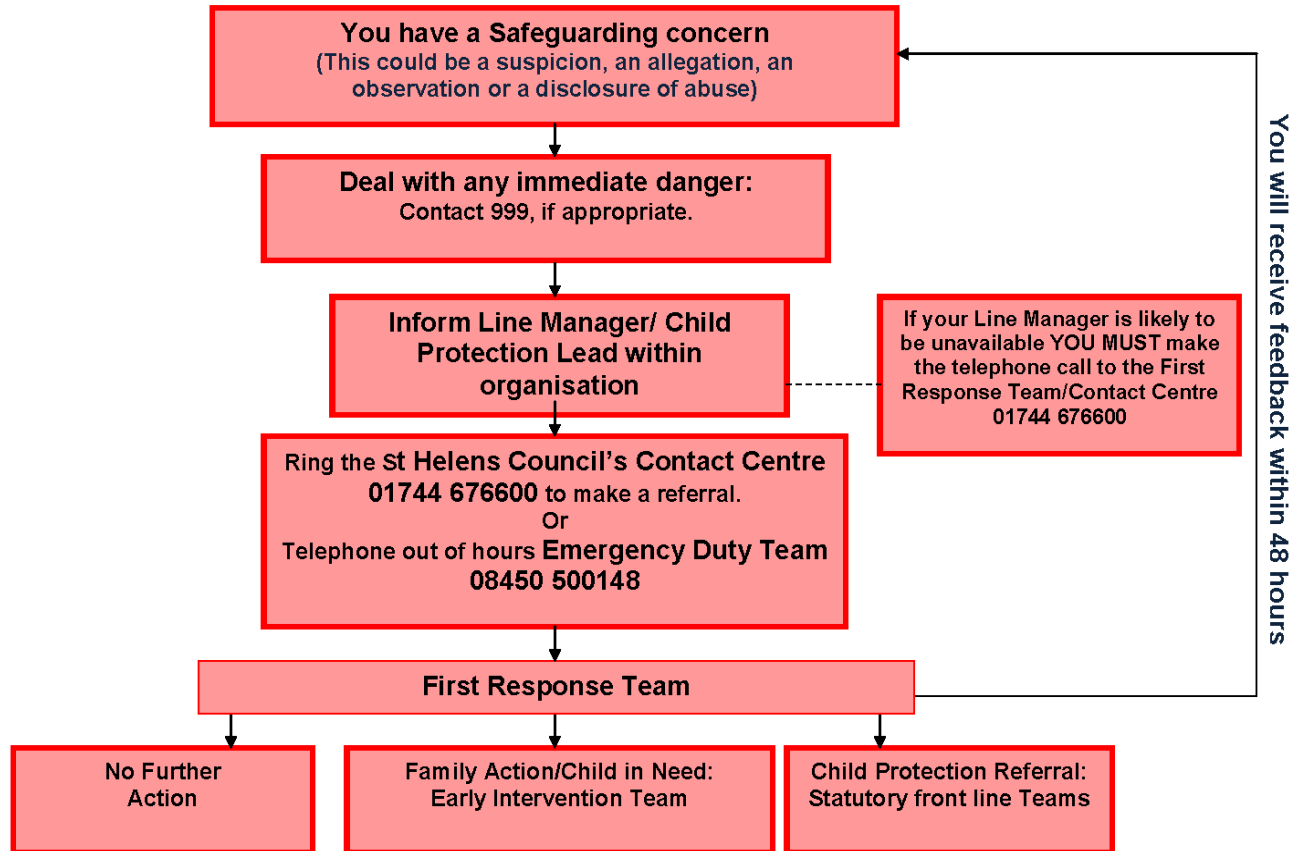 You have a Safeguarding concern
(This could be a suspicion, an allegation, an
observation or a disclosure of abuse)
Deal with any immediate danger:
Contact 999, if appropriate.
Inform Line Manager/ Child
Protection Lead within
organisation
If your Line Manager is likely to
be unavailable YOU MUST make
the telephone call to the First
Response Team/Contact Centre
01744 676600
Ring the St Helens Council's Contact Centre
01744 676600 to make a referral.
Or
Telephone out of hours Emergency Duty Team
08450 500148
First Response Team
No Further
Action
Family Action/Child in Need:
Early Intervention Team
Child Protection Referral:
Statutory front line Teams
You will receive feedback within 48 hours